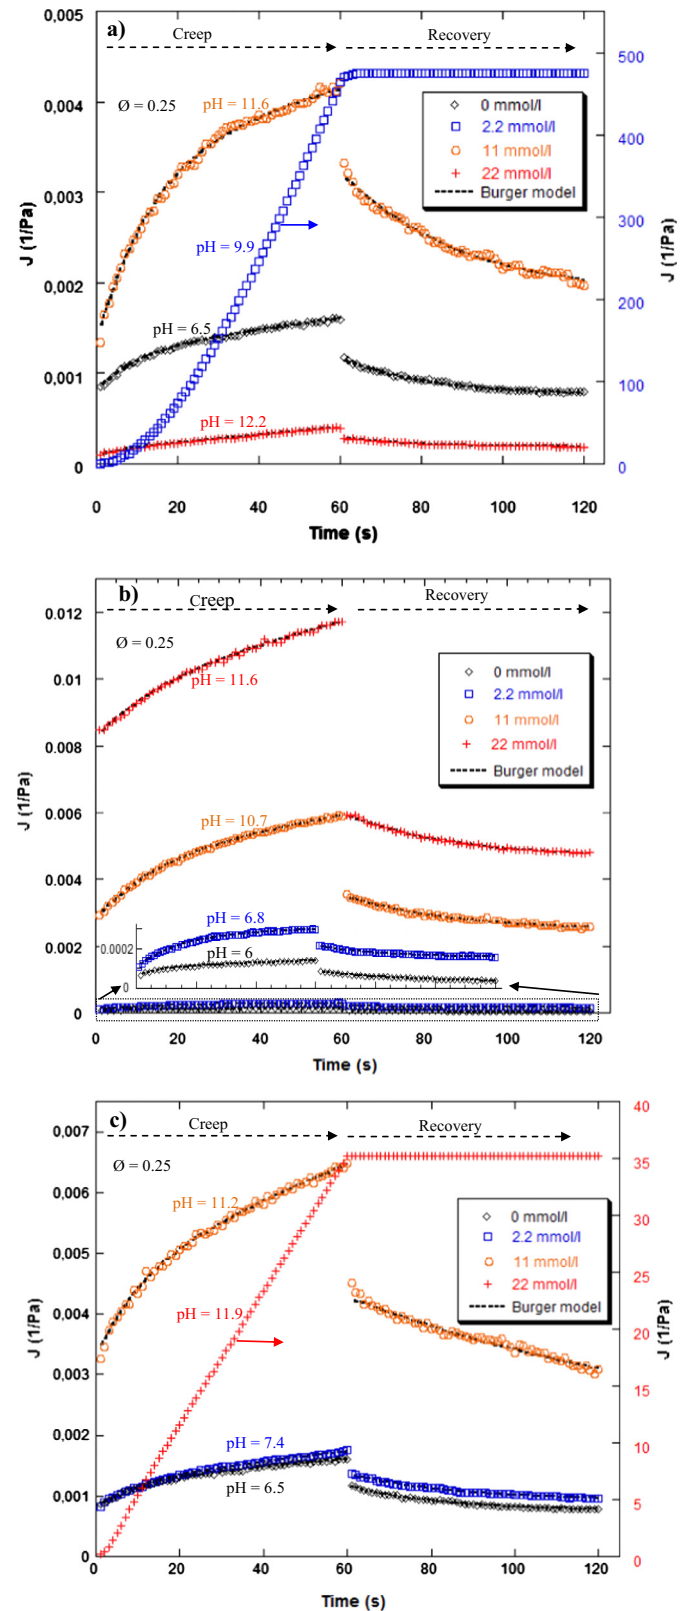 a)
Creep
Recovery
0,005
0,004
0,003
0,002
0,001
0
J (1/Pa)
500
400
300
200
100
0
J (1/Pa)
Ø = 0.25
pH = 11.6
pH = 9.9
pH = 6.5
pH = 12.2
0 mmol/l
2.2 mmol/l
11 mmol/l
22 mmol/l
Burger model
0 20 40 60 80 100 120
Time (s)
b)
Creep
Recovery
0.012
0.01
0.008
0.006
0.004
0.002
0
J (1/Pa)
Ø = 0.25
pH = 11.6
pH = 10.7
pH = 6.8
pH = 6
0.0002
0
0 mmol/l
2.2 mmol/l
11 mmol/l
22 mmol/l
Burger model
0 20 40 60 80 100 120
Time (s)
c)
Creep
Recovery
0,007
0,006
0,005
0,004
0,003
0,002
0,001
0
J (1/Pa)
40
35
30
25
20
15
10
5
0
J (1/Pa)
Ø = 0.25
pH = 11.2
pH = 11.9
pH = 7.4
pH = 6.5
0 mmol/l
2.2 mmol/l
11 mmol/l
22 mmol/l
Burger model
0 20 40 60 80 100 120
Time (s)